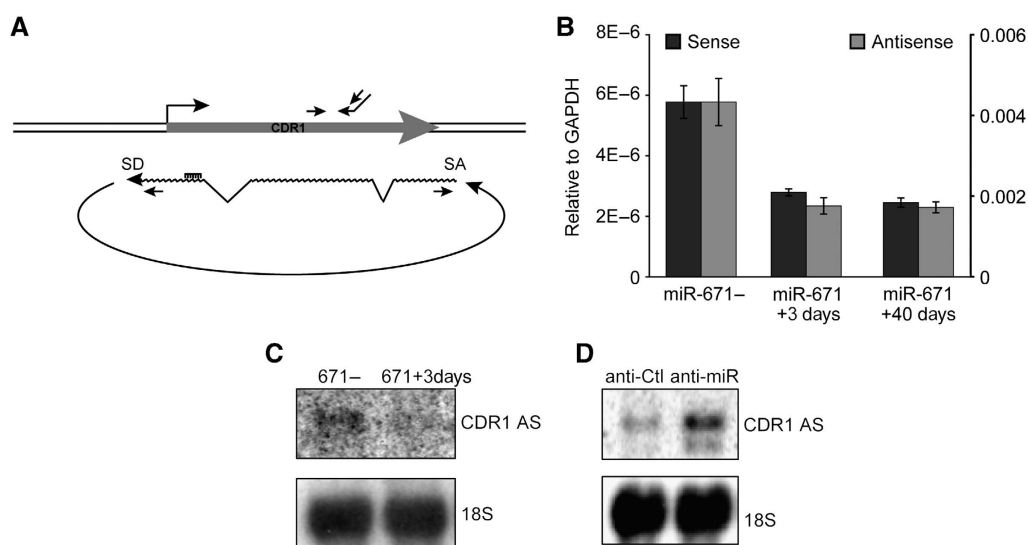 A
CDR1
SD
SA
B
8E–6
6E–6
4E–6
2E–6
0
Relative to GAPDH
Sense
Antisense
0.006
0.004
0.002
0
miR-671–
miR-671
+3 days
miR-671
+40 days
C
671– 671+3days
CDR1 AS
18S
D
anti-Ctl anti-miR
CDR1 AS
18S